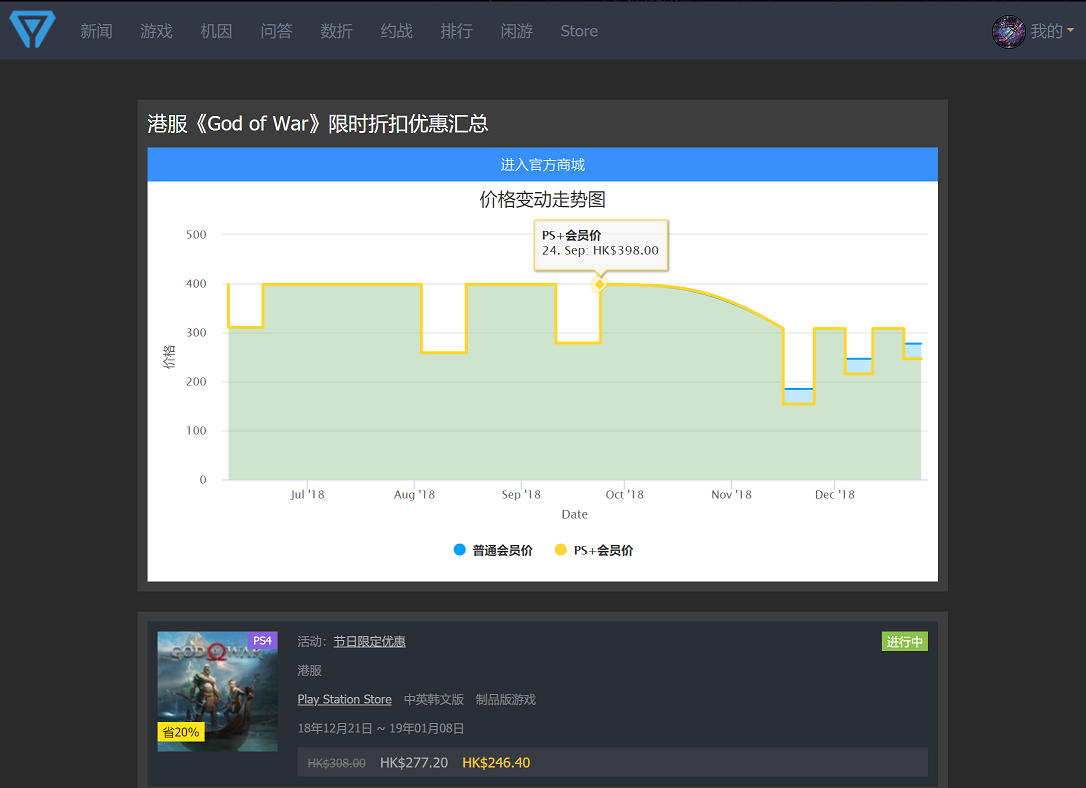 新闻 游戏 机因 问答 数折 约战 排行 闲游 Store 我的
港服《God of War》限时折扣优惠汇总
进入官方商城
价格变动走势图
PS+会员价
24. Sep: HK$398.00
500
400
300
200
100
0
价格
Jul '18 Aug '18 Sep '18 Oct '18 Nov '18 Dec '18
Date
普通会员价 PS+会员价
PS4
GOD OF WAR
省20%
活动: 节日限定优惠
进行中
港服
Play Station Store 中英韩文版 制品版游戏
18年12月21日 ~ 19年01月08日
HK$308.00 HK$277.20 HK$246.40